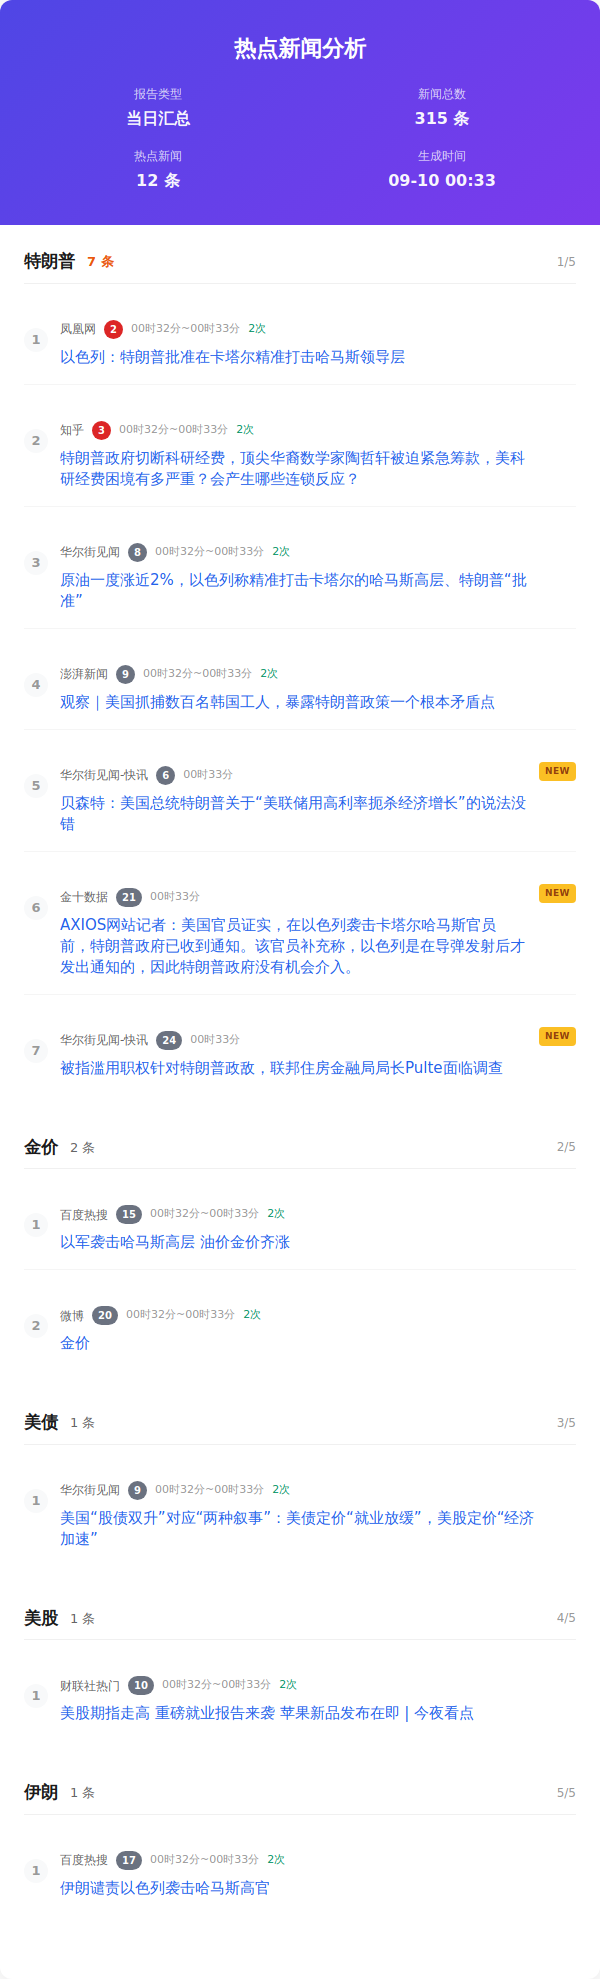 热点新闻分析
报告类型
当日汇总
新闻总数
315 条
热点新闻
12 条
生成时间
09-10 00:33
特朗普 7 条 1/5
1
凤凰网 2 00时32分~00时33分 2次
以色列：特朗普批准在卡塔尔精准打击哈马斯领导层
2
知乎 3 00时32分~00时33分 2次
特朗普政府切断科研经费，顶尖华裔数学家陶哲轩被迫紧急筹款，美科
研经费困境有多严重？会产生哪些连锁反应？
3
华尔街见闻 8 00时32分~00时33分 2次
原油一度涨近2%，以色列称精准打击卡塔尔的哈马斯高层、特朗普“批
准”
4
澎湃新闻 9 00时32分~00时33分 2次
观察｜美国抓捕数百名韩国工人，暴露特朗普政策一个根本矛盾点
5
华尔街见闻-快讯 6 00时33分 NEW
贝森特：美国总统特朗普关于“美联储用高利率扼杀经济增长”的说法没
错
6
金十数据 21 00时33分 NEW
AXIOS网站记者：美国官员证实，在以色列袭击卡塔尔哈马斯官员
前，特朗普政府已收到通知。该官员补充称，以色列是在导弹发射后才
发出通知的，因此特朗普政府没有机会介入。
7
华尔街见闻-快讯 24 00时33分 NEW
被指滥用职权针对特朗普政敌，联邦住房金融局局长Pulte面临调查
金价 2 条 2/5
1
百度热搜 15 00时32分~00时33分 2次
以军袭击哈马斯高层 油价金价齐涨
2
微博 20 00时32分~00时33分 2次
金价
美债 1 条 3/5
1
华尔街见闻 9 00时32分~00时33分 2次
美国“股债双升”对应“两种叙事”：美债定价“就业放缓”，美股定价“经济
加速”
美股 1 条 4/5
1
财联社热门 10 00时32分~00时33分 2次
美股期指走高 重磅就业报告来袭 苹果新品发布在即 | 今夜看点
伊朗 1 条 5/5
1
百度热搜 17 00时32分~00时33分 2次
伊朗谴责以色列袭击哈马斯高官